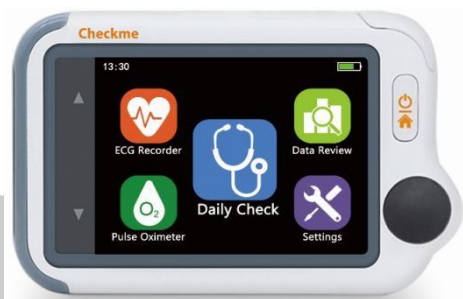 Checkme
13:30
ECG Recorder
Data Review
Daily Check
O2
Pulse Oximeter
Settings